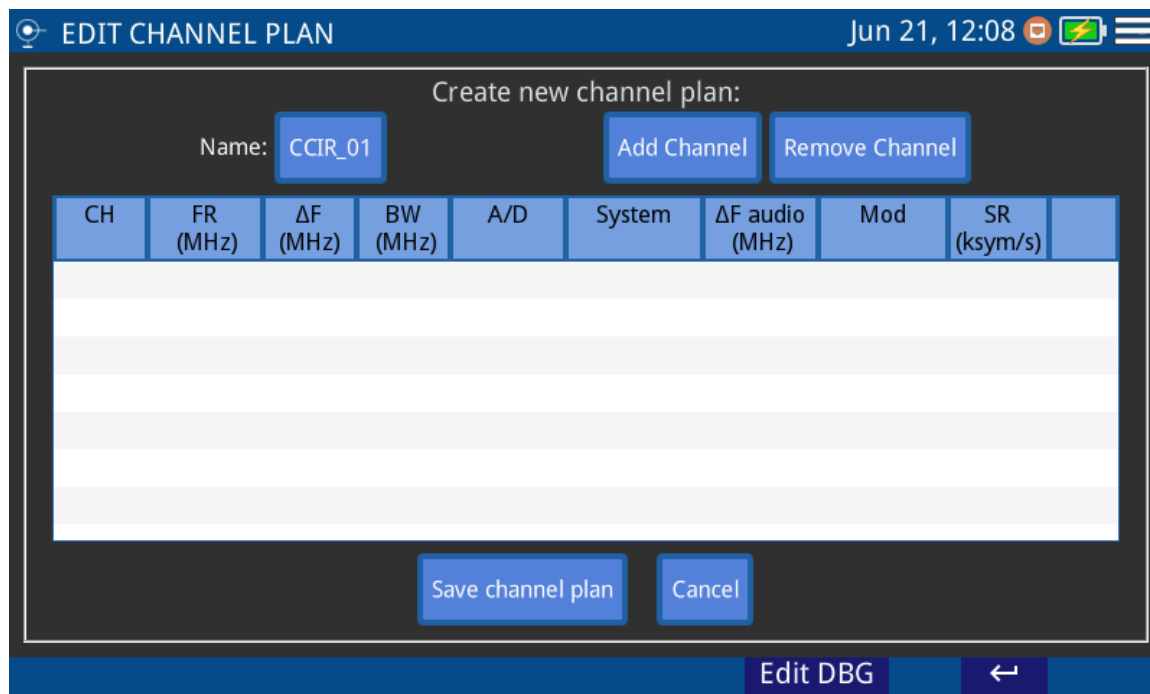 EDIT CHANNEL PLAN Jun 21, 12:08
Create new channel plan:
Name: CCIR_01 Add Channel Remove Channel
CH FR ΔF BW A/D System ΔF audio Mod SR
(MHz) (MHz) (MHz) (MHz) (ksym/s)
Save channel plan Cancel
Edit DBG